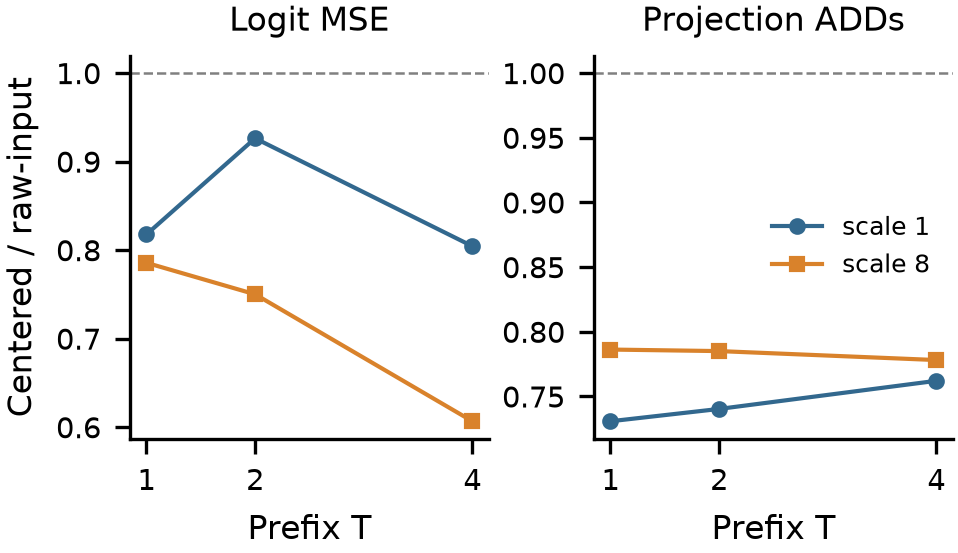 Logit MSE
Projection ADDs
Centered / raw-input
1.0
0.9
0.8
0.7
0.6
1
2
4
Prefix T
1.00
0.95
0.90
0.85
0.80
0.75
scale 1
scale 8
1
2
4
Prefix T